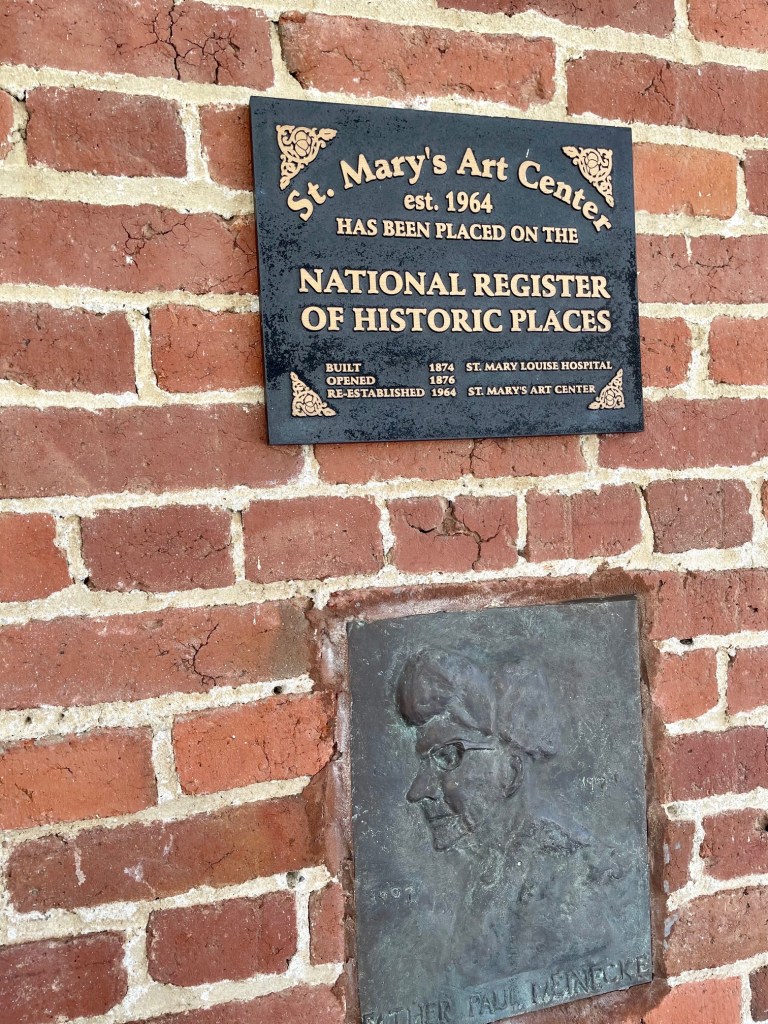 St. Mary's Art Center
est. 1964
HAS BEEN PLACED ON THE
NATIONAL REGISTER
OF HISTORIC PLACES
BUILT 1874 ST. MARY LOUISE HOSPITAL
OPENED 1876
RE-ESTABLISHED 1964 ST. MARY'S ART CENTER
FATHER PAUL MEINECKE